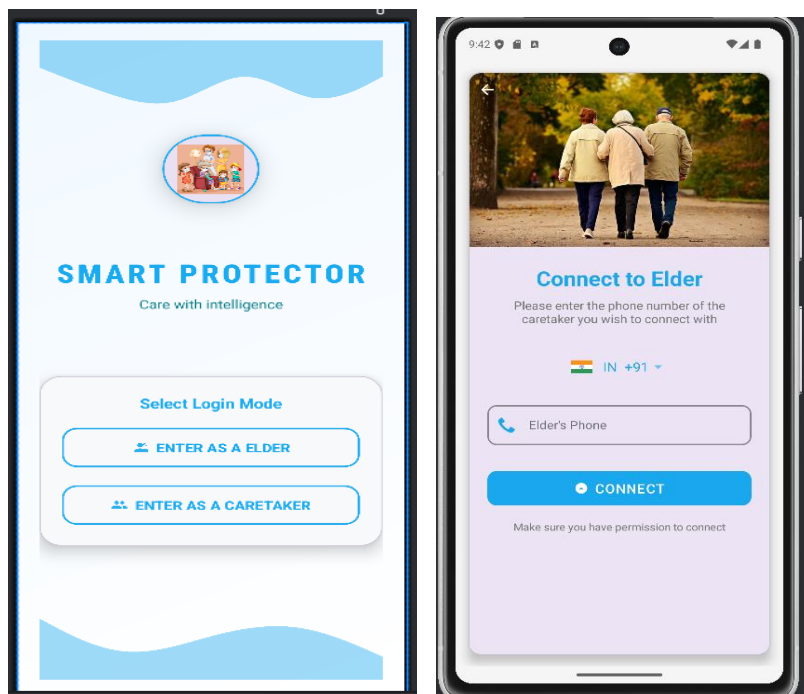 SMART PROTECTOR
Care with intelligence
Select Login Mode
ENTER AS A ELDER
ENTER AS A CARETAKER
9:42
Connect to Elder
Please enter the phone number of the
caretaker you wish to connect with
IN +91
Elder's Phone
CONNECT
Make sure you have permission to connect